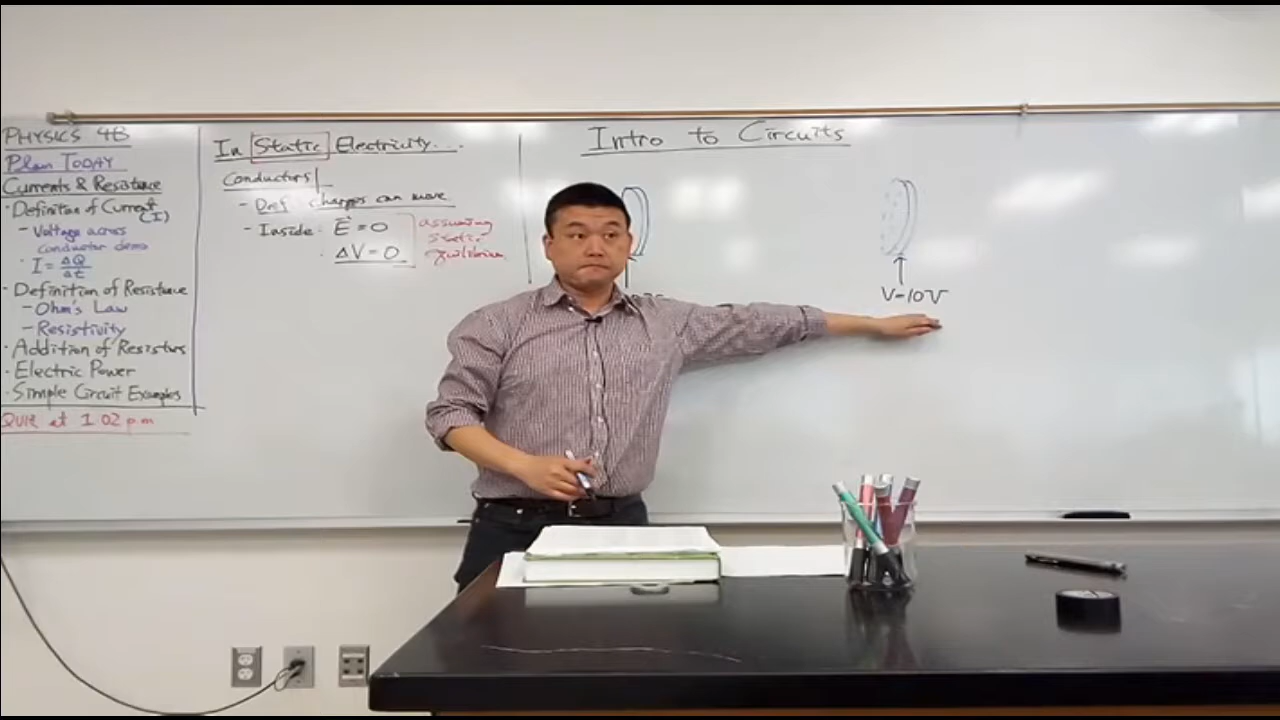 PHYSICS 4B
Plan TODAY
Currents & Resistance
· Definition of Current (I)
- Voltage across
conductor demo
· I = ΔQ/Δt
· Definition of Resistance
- Ohm's Law
- Resistivity
· Addition of Resistors
· Electric Power
· Simple Circuit Examples
QUIZ at 1:02 p.m
In Static Electricity...
Conductors
- Def: charges can move
- Inside: E⃗ = 0
ΔV = 0
assuming
static
equilibrium
Intro to Circuits
V=10V